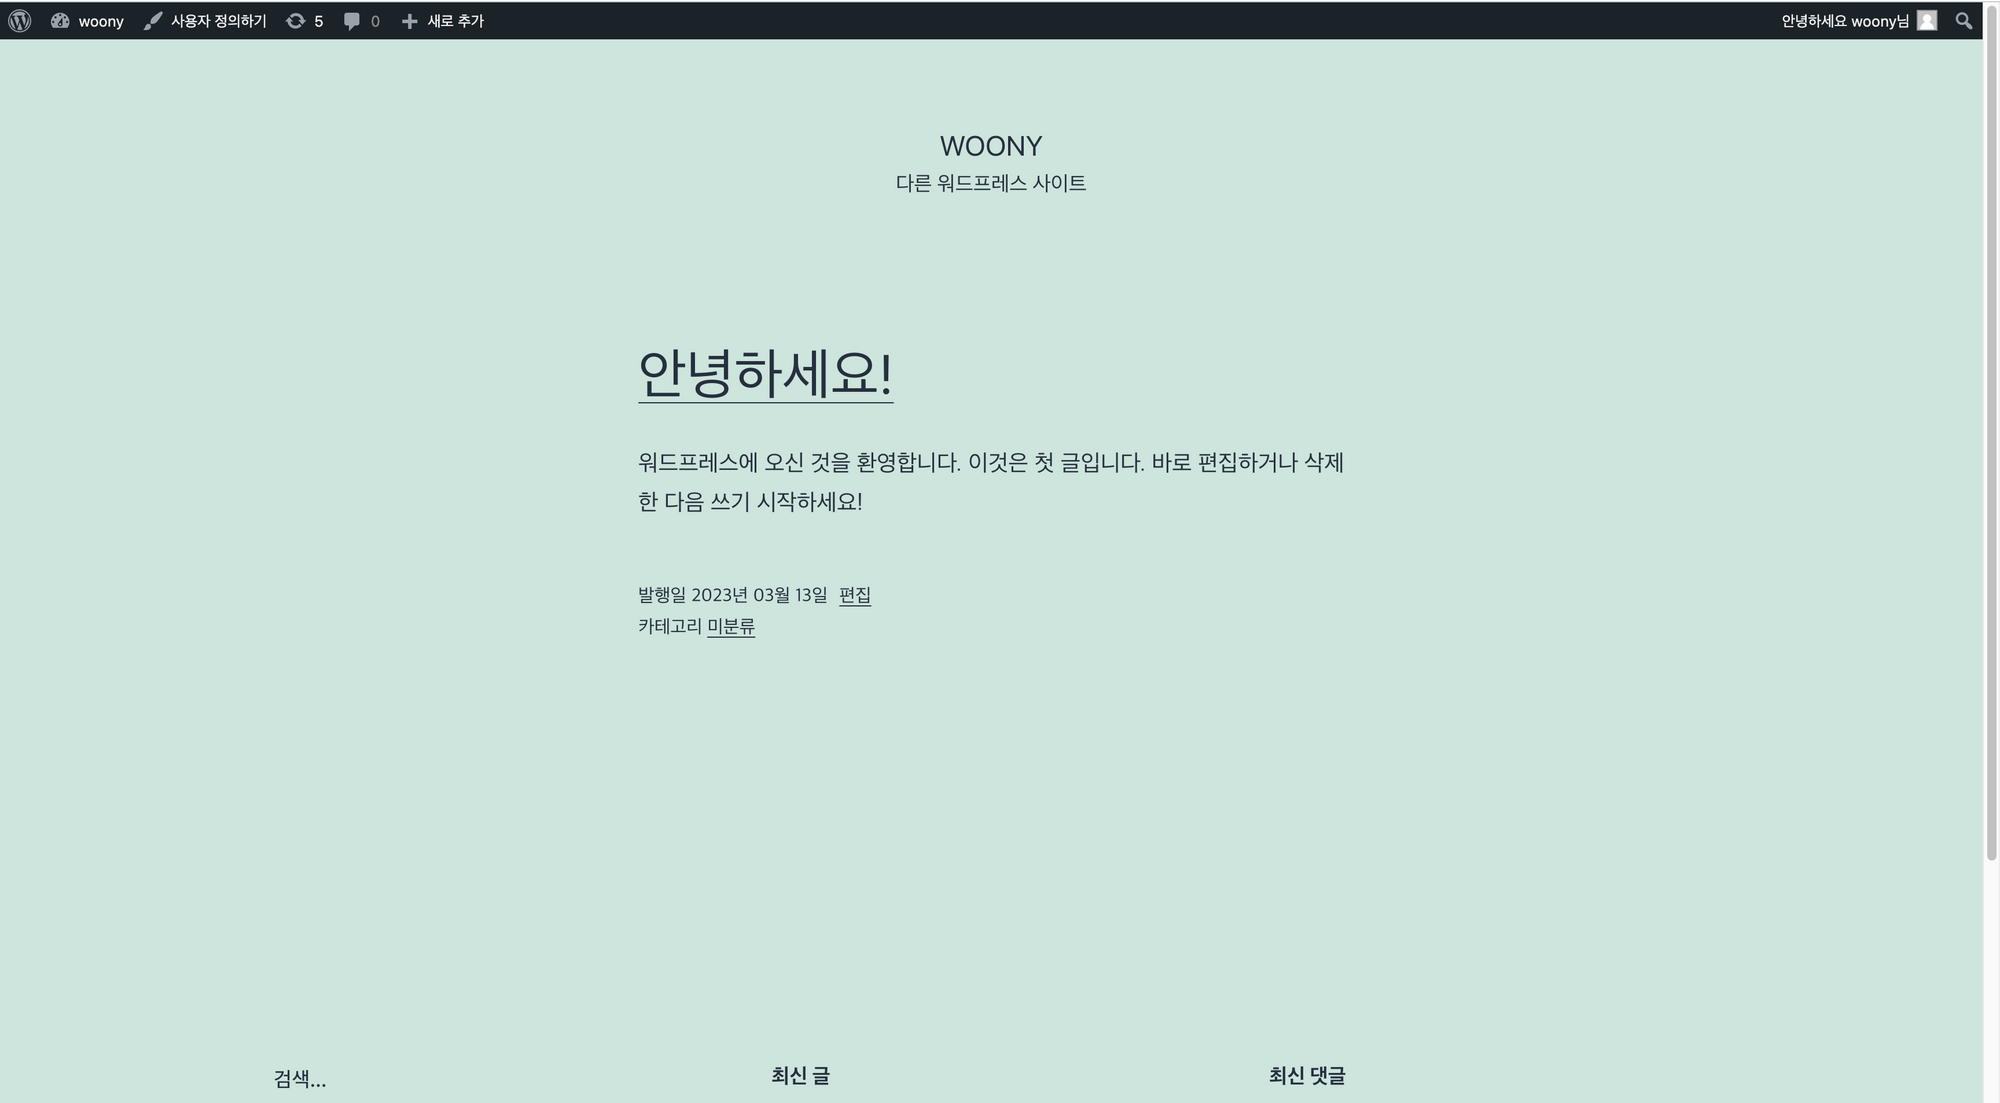 woony 사용자 정의하기 5 0 새로 추가 안녕하세요 woony님
WOONY
다른 워드프레스 사이트
안녕하세요!
워드프레스에 오신 것을 환영합니다. 이것은 첫 글입니다. 바로 편집하거나 삭제
한 다음 쓰기 시작하세요!
발행일 2023년 03월 13일 편집
카테고리 미분류
검색... 최신 글 최신 댓글